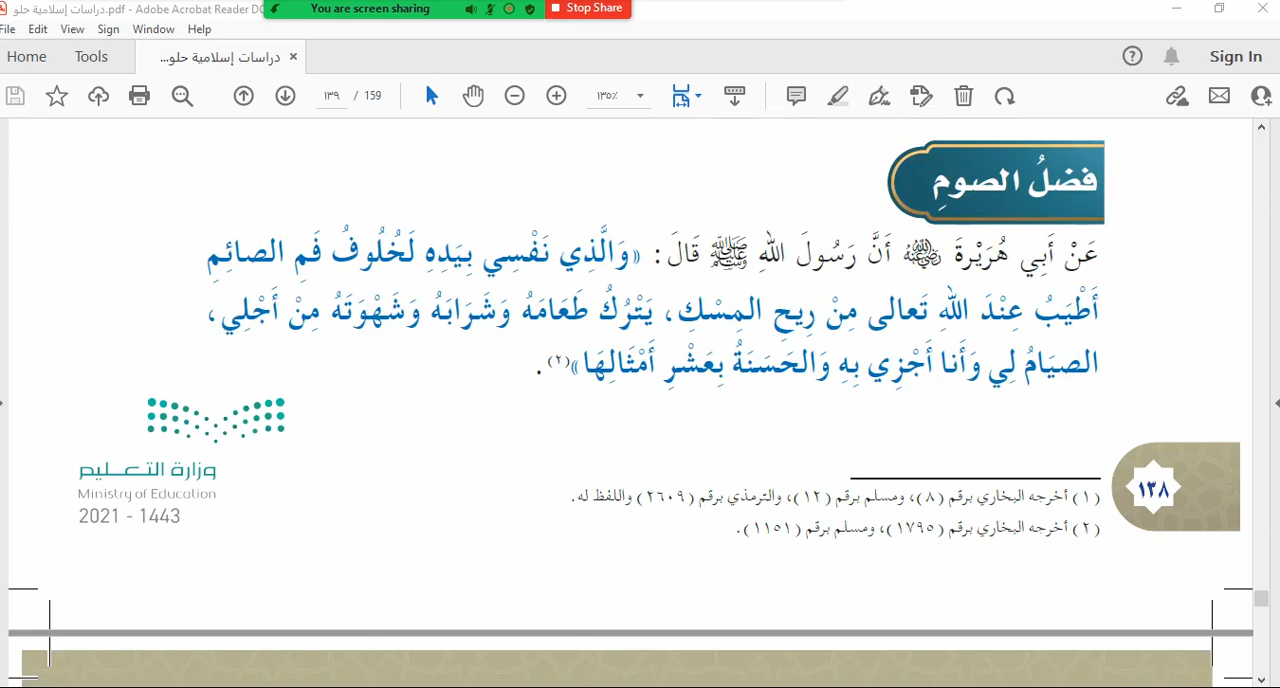 دراسات إسلامية حلو.pdf - Adobe Acrobat Reader DC
You are screen sharing
Stop Share
File Edit View Sign Window Help
Home Tools دراسات إسلامية حلو... × Sign In
١٣٩ / 159
١٣٥٪
فضلُ الصومِ
عَنْ أَبِي هُرَيْرةَ رضي الله عنه أَنَّ رَسُولَ اللهِ ﷺ قَالَ: «وَالَّذِي نَفْسِي بِيَدِهِ لَخُلُوفُ فَمِ الصائِمِ
أَطْيَبُ عِنْدَ اللهِ تَعالى مِنْ رِيحِ المِسْكِ، يَتْرُكُ طَعَامَهُ وَشَرَابَهُ وَشَهْوَتَهُ مِنْ أَجْلِي،
الصيَامُ لِي وَأَنا أَجْزِي بِهِ وَالحَسَنَةُ بِعَشْرِ أَمْثَالِهَا»(٢).
وزارة التعليم
Ministry of Education
2021 - 1443
(١) أخرجه البخاري برقم (٨)، ومسلم برقم (١٢)، والترمذي برقم (٢٦٠٩) واللفظ له.
(٢) أخرجه البخاري برقم (١٧٩٥)، ومسلم برقم (١١٥١).
١٣٨